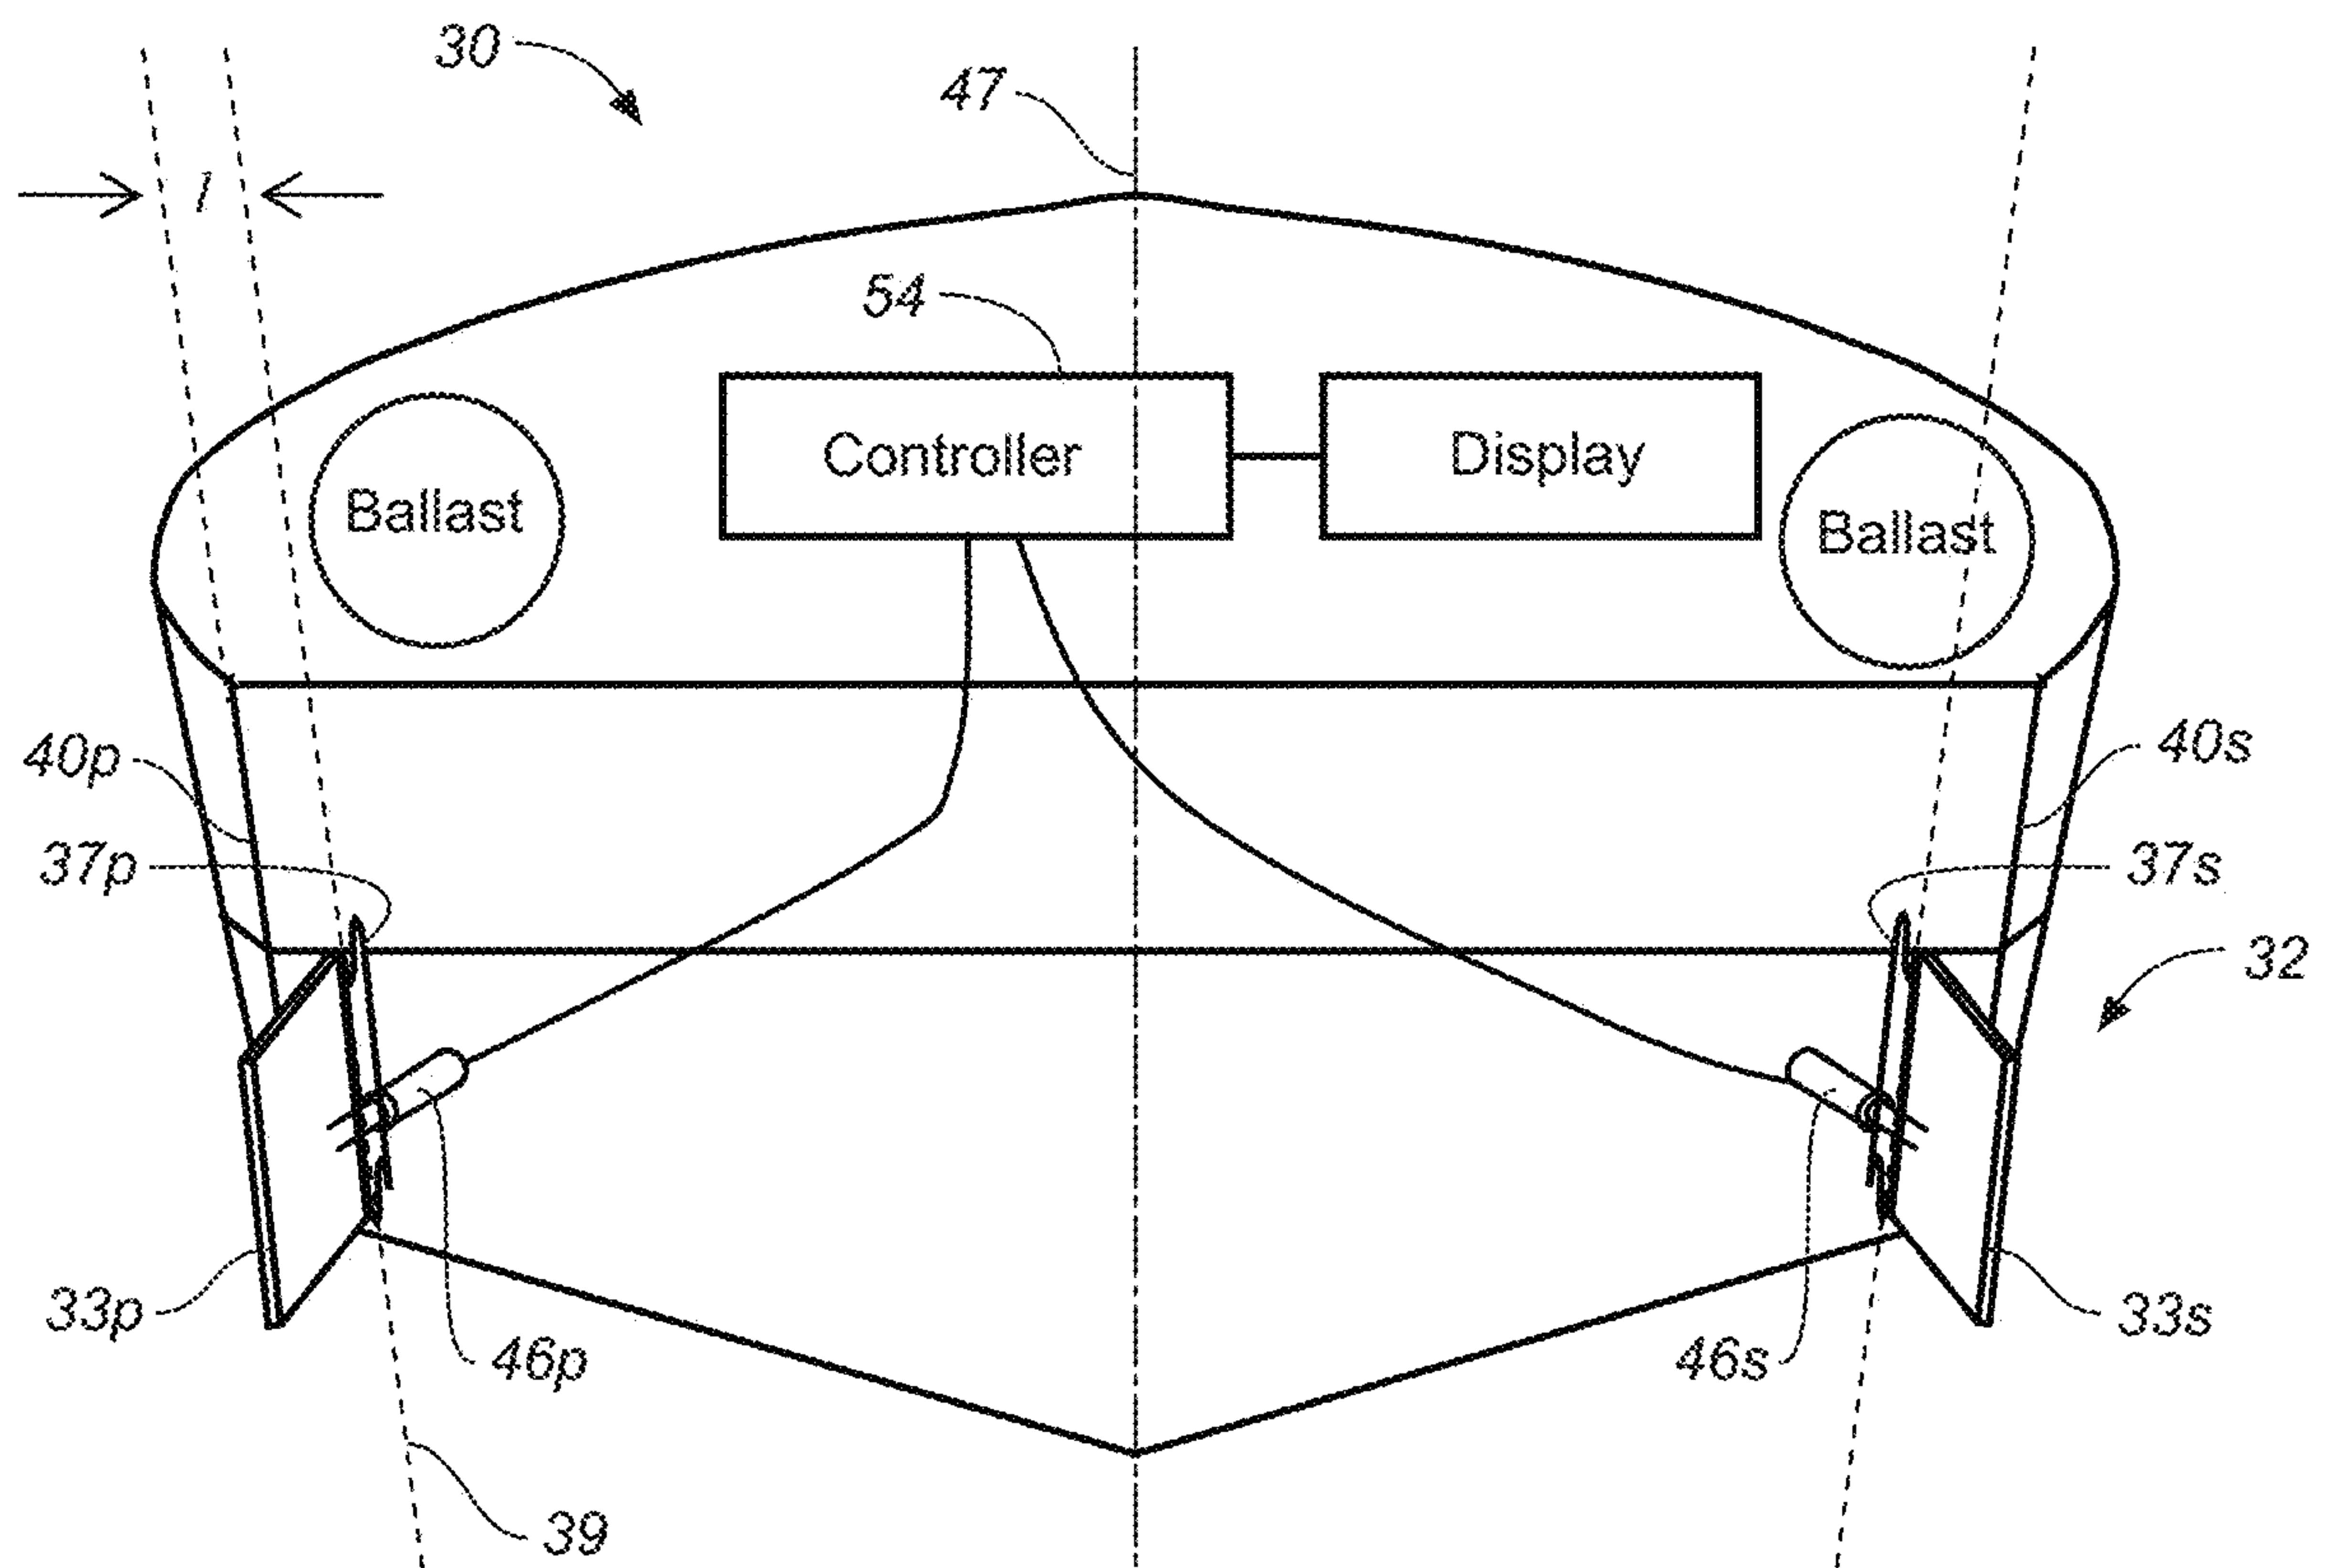 30
47
l
54
Controller
Display
Ballast
Ballast
40p
40s
37p
37s
32
33p
33s
46p
46s
39